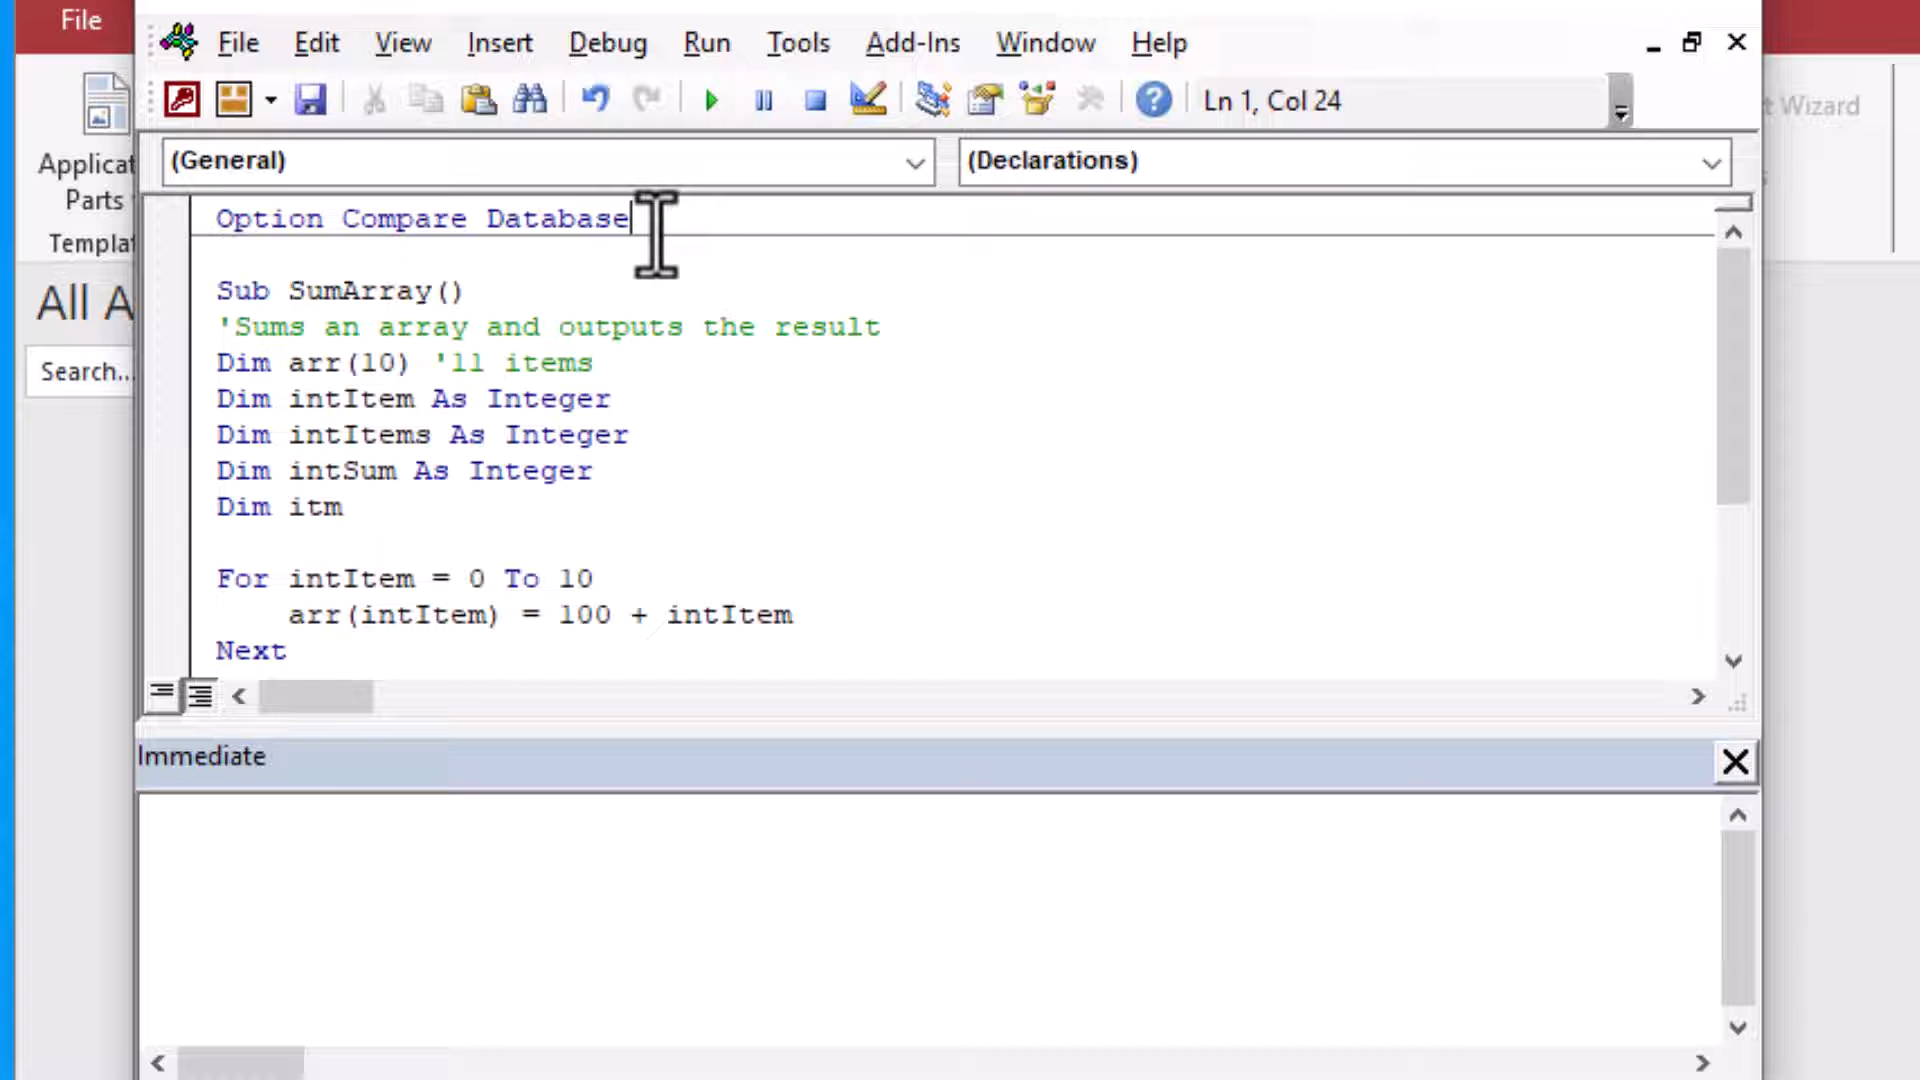 File
File Edit View Insert Debug Run Tools Add-Ins Window Help
Ln 1, Col 24
t Wizard
Applicat
Parts
Templat
(General)
(Declarations)
All A
Search...
Option Compare Database
Sub SumArray()
'Sums an array and outputs the result
Dim arr(10) '11 items
Dim intItem As Integer
Dim intItems As Integer
Dim intSum As Integer
Dim itm
For intItem = 0 To 10
arr(intItem) = 100 + intItem
Next
Immediate